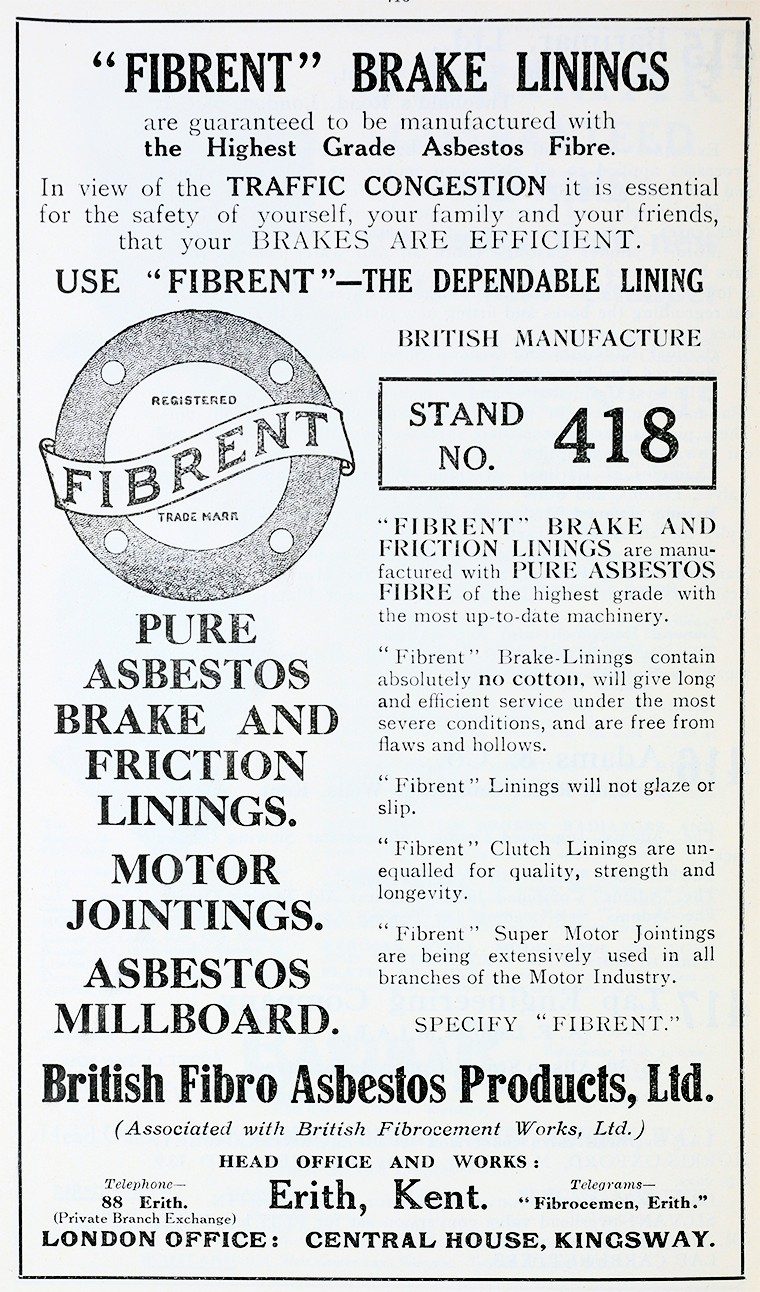 "FIBRENT" BRAKE LININGS
are guaranteed to be manufactured with
the Highest Grade Asbestos Fibre.
In view of the TRAFFIC CONGESTION it is essential
for the safety of yourself, your family and your friends,
that your BRAKES ARE EFFICIENT.
USE "FIBRENT"—THE DEPENDABLE LINING
REGISTERED
FIBRENT
TRADE MARK
PURE
ASBESTOS
BRAKE AND
FRICTION
LININGS.
MOTOR
JOINTINGS.
ASBESTOS
MILLBOARD.
BRITISH MANUFACTURE
STAND
NO. 418
"FIBRENT" BRAKE AND
FRICTION LININGS are manu-
factured with PURE ASBESTOS
FIBRE of the highest grade with
the most up-to-date machinery.
"Fibrent" Brake-Linings contain
absolutely no cotton, will give long
and efficient service under the most
severe conditions, and are free from
flaws and hollows.
"Fibrent" Linings will not glaze or
slip.
"Fibrent" Clutch Linings are un-
equalled for quality, strength and
longevity.
"Fibrent" Super Motor Jointings
are being extensively used in all
branches of the Motor Industry.
SPECIFY "FIBRENT."
British Fibro Asbestos Products, Ltd.
(Associated with British Fibrocement Works, Ltd.)
HEAD OFFICE AND WORKS:
Telephone—
88 Erith.
(Private Branch Exchange)
Erith, Kent.
Telegrams—
"Fibrocemen, Erith."
LONDON OFFICE: CENTRAL HOUSE, KINGSWAY.